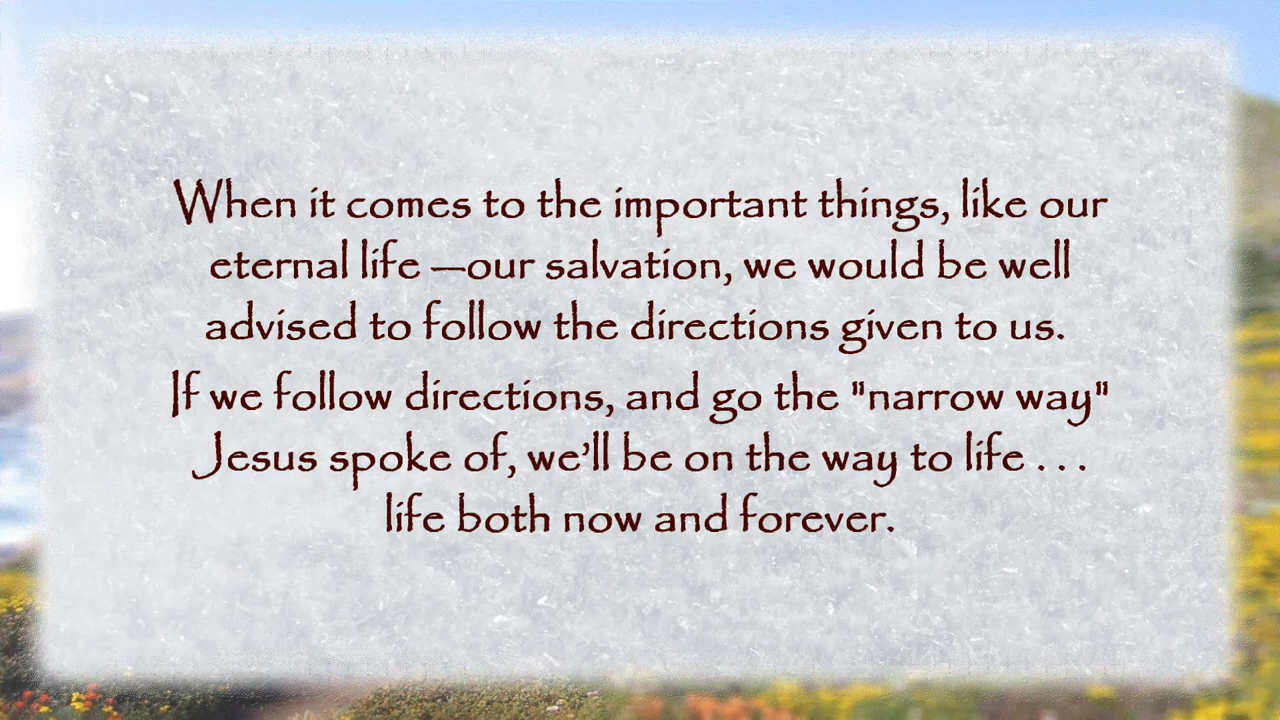 When it comes to the important things, like our
eternal life —our salvation, we would be well
advised to follow the directions given to us.
If we follow directions, and go the "narrow way"
Jesus spoke of, we’ll be on the way to life . . .
life both now and forever.